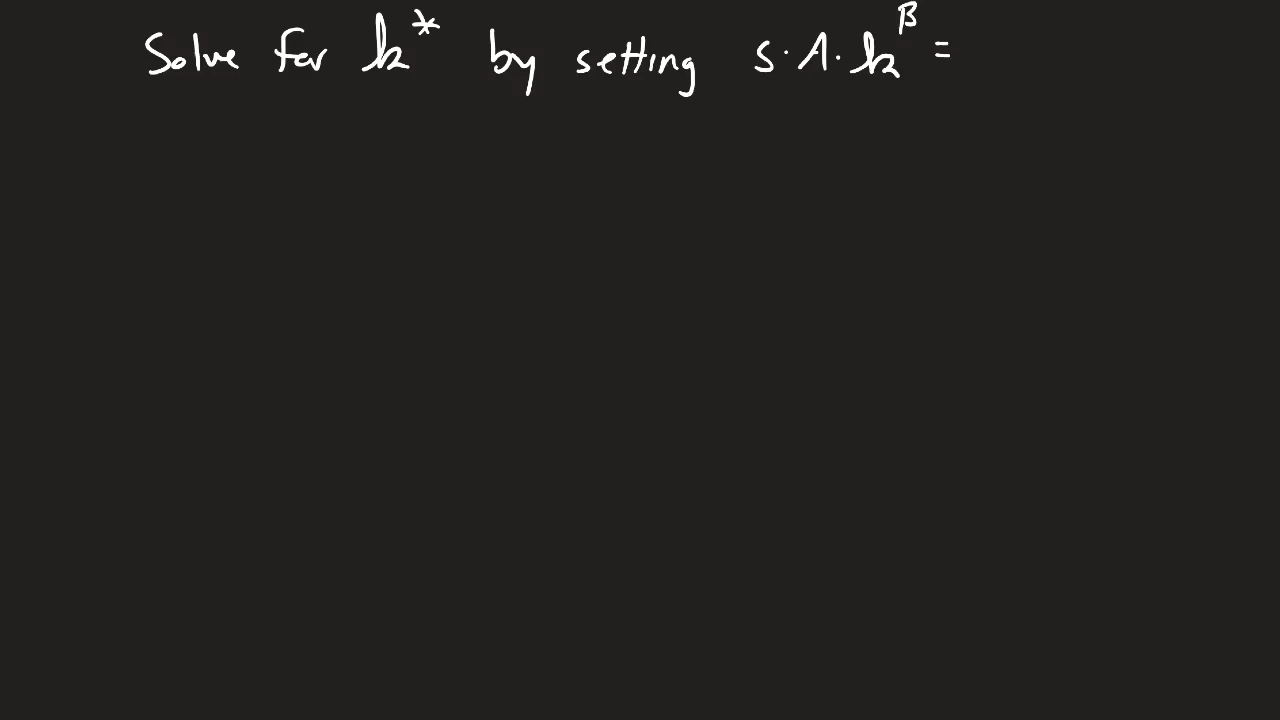 Solve for k* by setting s·A·k^β =